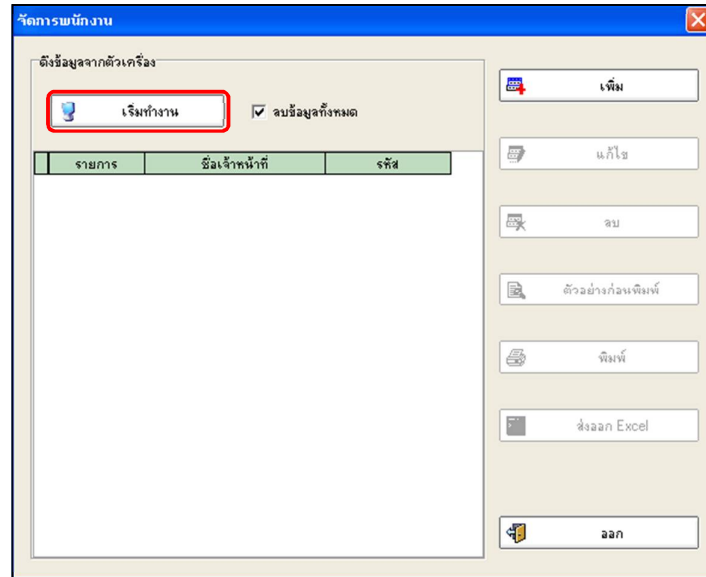 จัดการพนักงาน
ดึงข้อมูลจากตัวเครื่อง
เริ่มทำงาน
ลบข้อมูลทั้งหมด
รายการ ชื่อเจ้าหน้าที่ รหัส
เพิ่ม
แก้ไข
ลบ
ตัวอย่างก่อนพิมพ์
พิมพ์
ส่งออก Excel
ออก